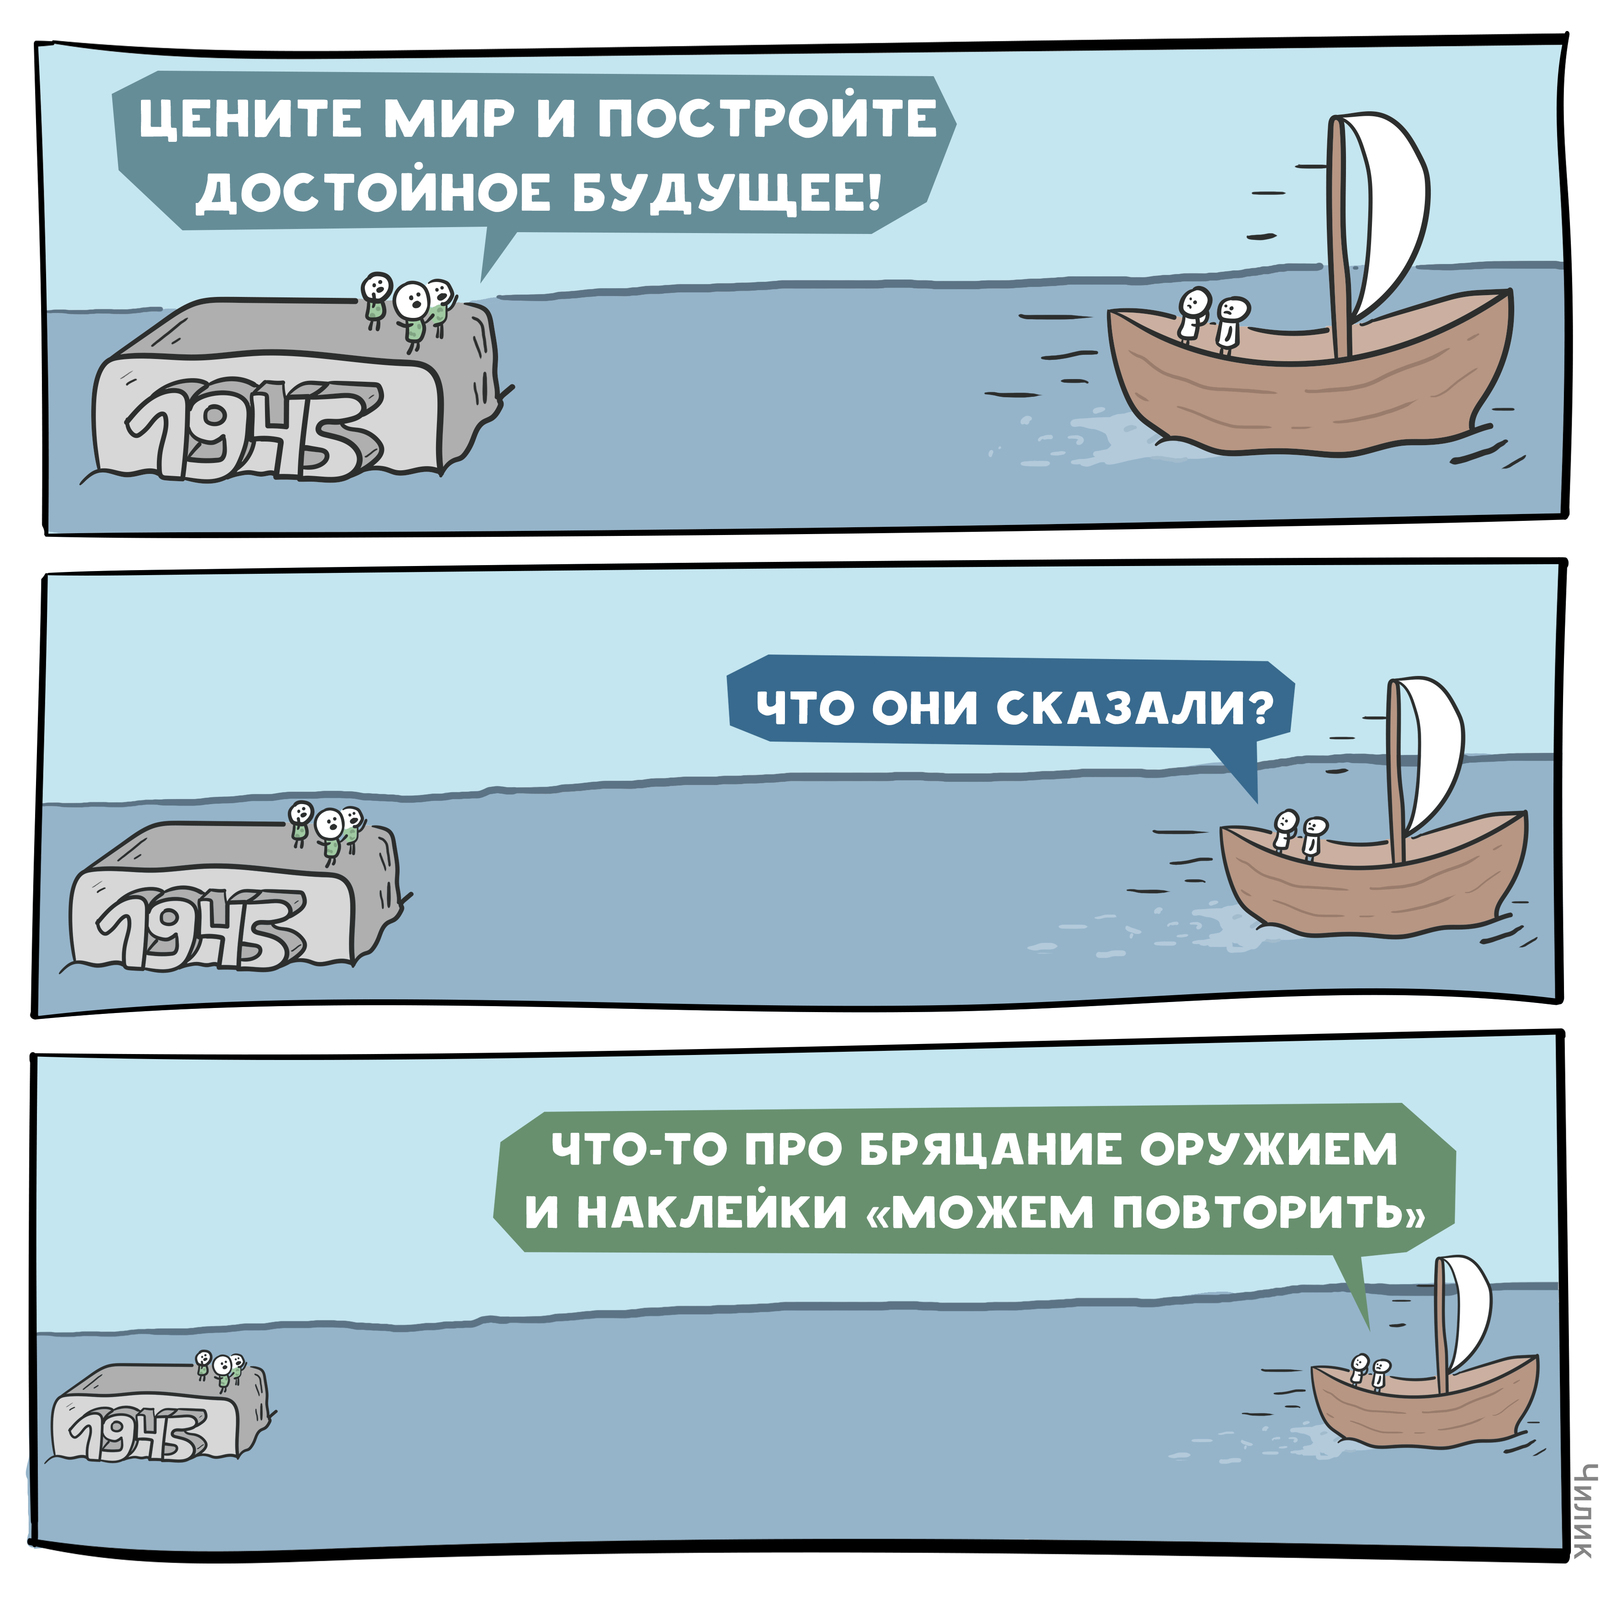 ЦЕНИТЕ МИР И ПОСТРОЙТЕ
ДОСТОЙНОЕ БУДУЩЕЕ!
1945
ЧТО ОНИ СКАЗАЛИ?
1945
ЧТО-ТО ПРО БРЯЦАНИЕ ОРУЖИЕМ
И НАКЛЕЙКИ «МОЖЕМ ПОВТОРИТЬ»
1945
Чилик